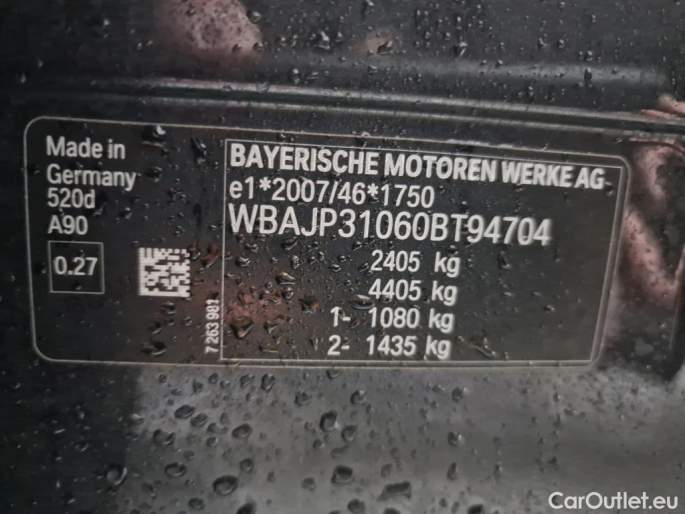 Made in
Germany
520d
A90
0.27
7 263 981
BAYERISCHE MOTOREN WERKE AG
e1*2007/46*1750
WBAJP31060BT94704
2405 kg
4405 kg
1- 1080 kg
2- 1435 kg
CarOutlet.eu